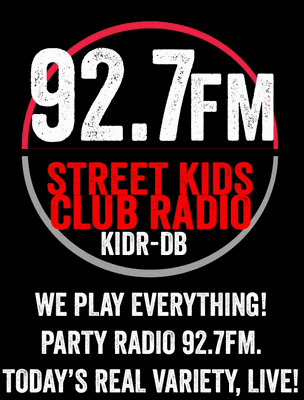 92.7FM
STREET KIDS
CLUB RADIO
KIDR-DB
WE PLAY EVERYTHING!
PARTY RADIO 92.7FM.
TODAY'S REAL VARIETY, LIVE!